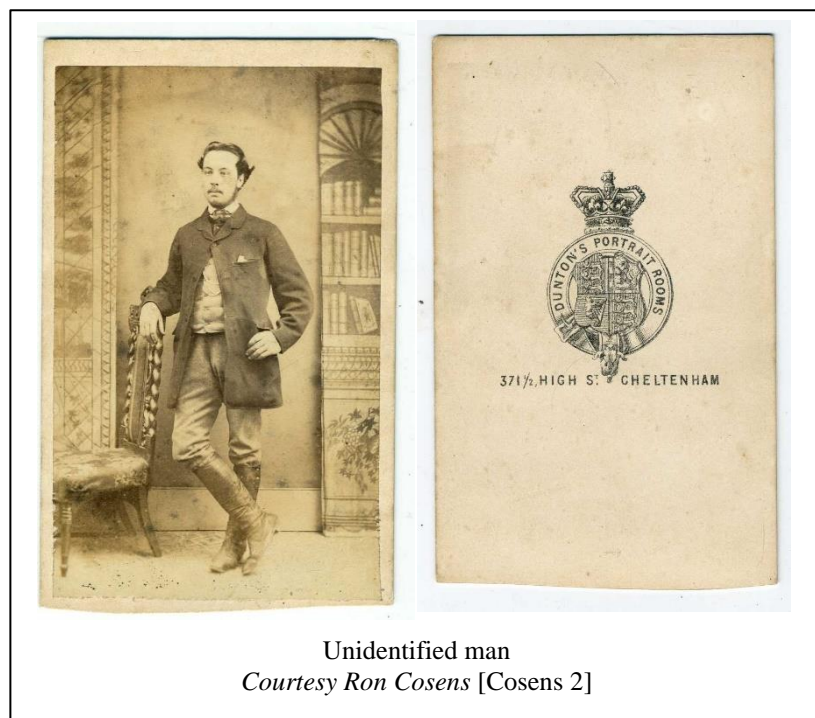 DUNTON'S PORTRAIT ROOMS
371½, HIGH ST CHELTENHAM
Unidentified man
Courtesy Ron Cosens [Cosens 2]